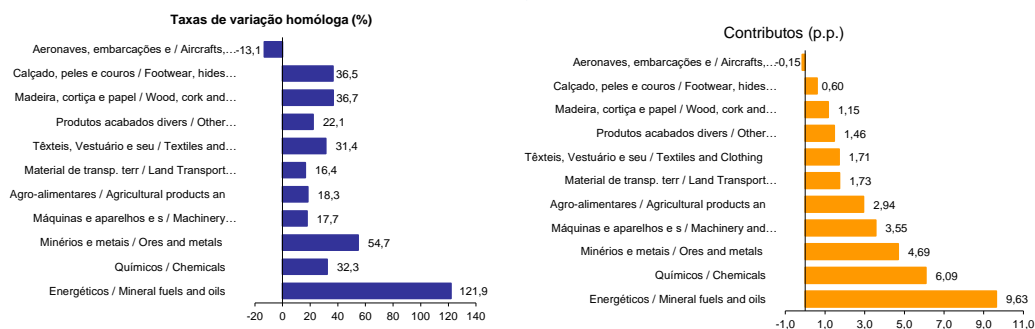 Taxas de variação homóloga (%)
Aeronaves, embarcações e / Aircrafts,… -13,1
Calçado, peles e couros / Footwear, hides… 36,5
Madeira, cortiça e papel / Wood, cork and… 36,7
Produtos acabados divers / Other… 22,1
Têxteis, Vestuário e seu / Textiles and… 31,4
Material de transp. terr / Land Transport… 16,4
Agro-alimentares / Agricultural products an 18,3
Máquinas e aparelhos e s / Machinery… 17,7
Minérios e metais / Ores and metals 54,7
Químicos / Chemicals 32,3
Energéticos / Mineral fuels and oils 121,9
-20 0 20 40 60 80 100 120 140
Contributos (p.p.)
Aeronaves, embarcações e / Aircrafts,… -0,15
Calçado, peles e couros / Footwear, hides… 0,60
Madeira, cortiça e papel / Wood, cork and… 1,15
Produtos acabados divers / Other… 1,46
Têxteis, Vestuário e seu / Textiles and Clothing 1,71
Material de transp. terr / Land Transport… 1,73
Agro-alimentares / Agricultural products an 2,94
Máquinas e aparelhos e s / Machinery and… 3,55
Minérios e metais / Ores and metals 4,69
Químicos / Chemicals 6,09
Energéticos / Mineral fuels and oils 9,63
-1,0 1,0 3,0 5,0 7,0 9,0 11,0